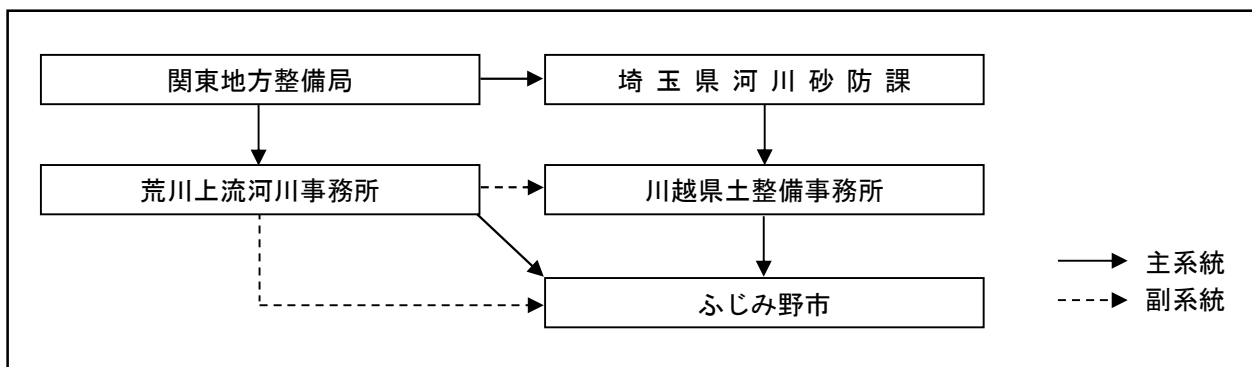 関東地方整備局
埼玉県河川砂防課
荒川上流河川事務所
川越県土整備事務所
ふじみ野市
主系統
副系統